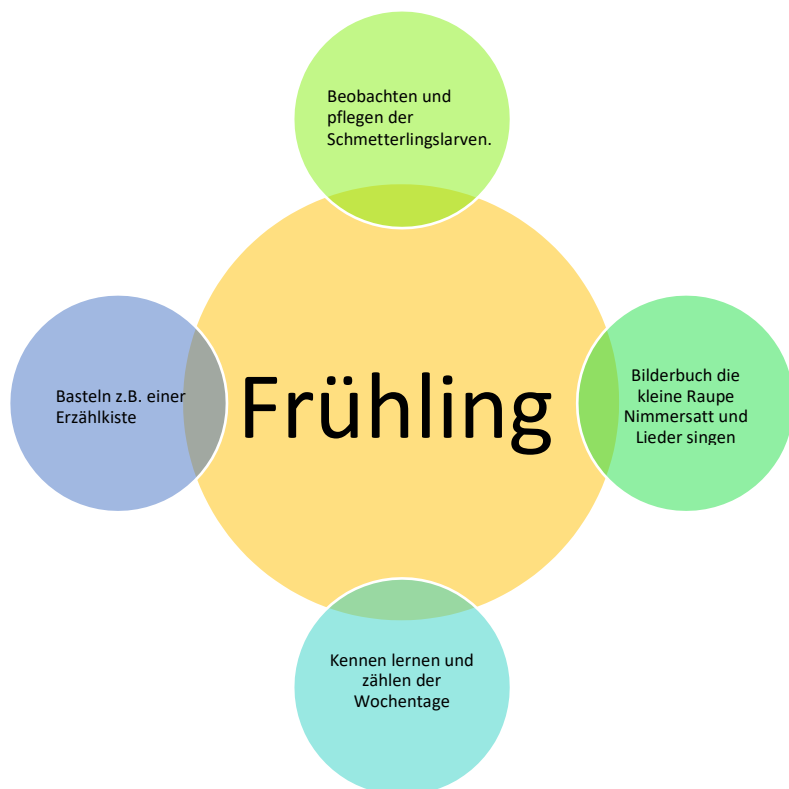 Beobachten und
pflegen der
Schmetterlingslarven.
Frühling
Bilderbuch die
kleine Raupe
Nimmersatt und
Lieder singen
Kennen lernen und
zählen der
Wochentage
Basteln z.B. einer
Erzählkiste